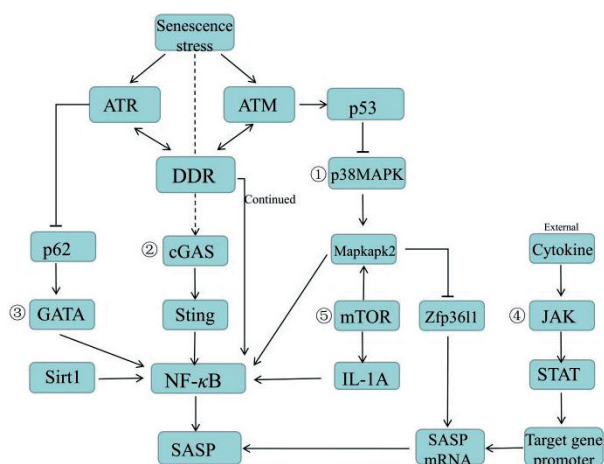 Senescence
stress
ATR
ATM
p53
DDR
① p38MAPK
Continued
External
p62
② cGAS
Mapkapk2
Cytokine
③ GATA
Sting
⑤ mTOR
Zfp36l1
④ JAK
Sirt1
NF-κB
IL-1A
STAT
SASP
SASP
mRNA
Target gene
promoter